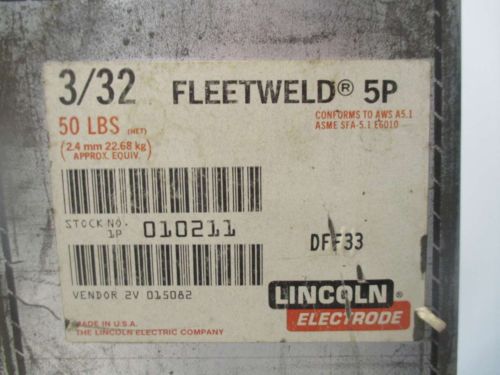 3/32 FLEETWELD® 5P
50 LBS (NET)
(2.4 mm 22.68 kg)
APPROX. EQUIV.
CONFORMS TO AWS A5.1
ASME SFA-5.1 E6010
STOCK NO. 010211
1P
DFF33
VENDOR 2V 015082
LINCOLN®
ELECTRODE
MADE IN U.S.A.
THE LINCOLN ELECTRIC COMPANY